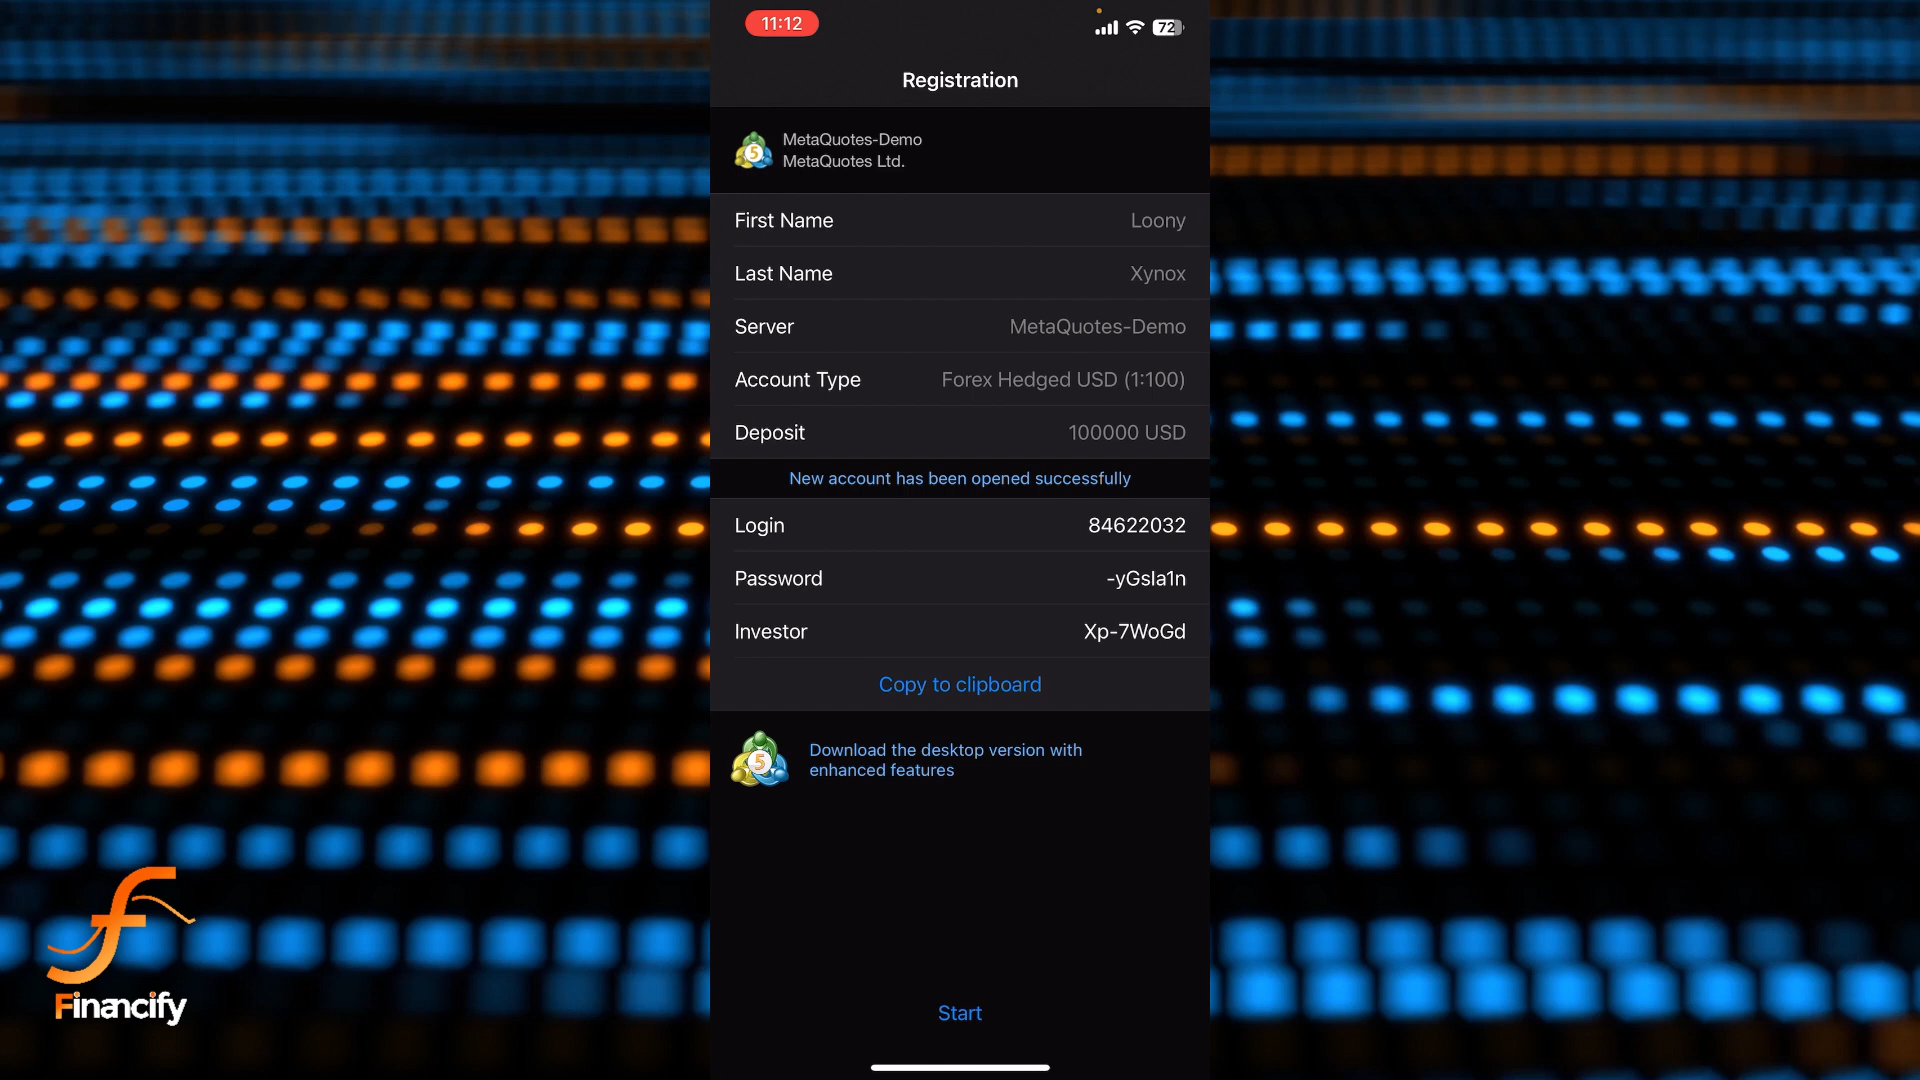 11:12
72
Registration
MetaQuotes-Demo
MetaQuotes Ltd.
First Name Loony
Last Name Xynox
Server MetaQuotes-Demo
Account Type Forex Hedged USD (1:100)
Deposit 100000 USD
New account has been opened successfully
Login 84622032
Password -yGsIa1n
Investor Xp-7WoGd
Copy to clipboard
5
Download the desktop version with
enhanced features
Start
Financify